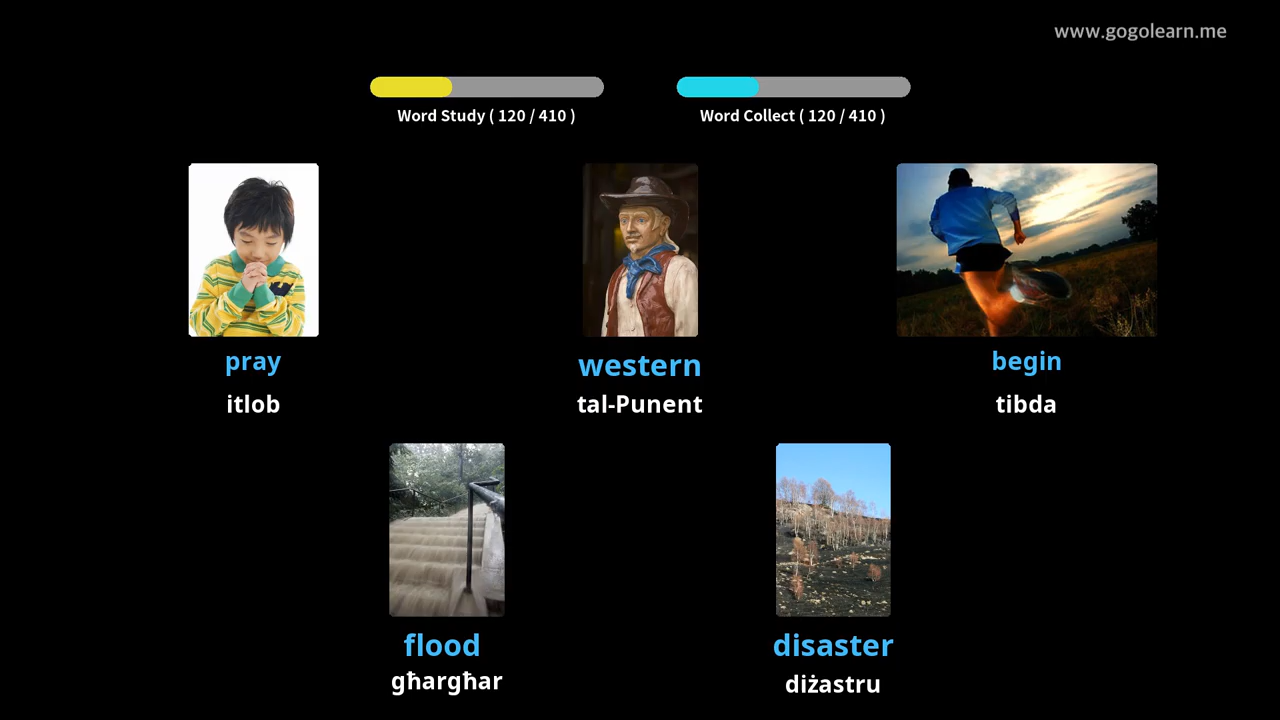 www.gogolearn.me
Word Study ( 120 / 410 )
Word Collect ( 120 / 410 )
pray
itlob
western
tal-Punent
begin
tibda
flood
għargħar
disaster
diżastru